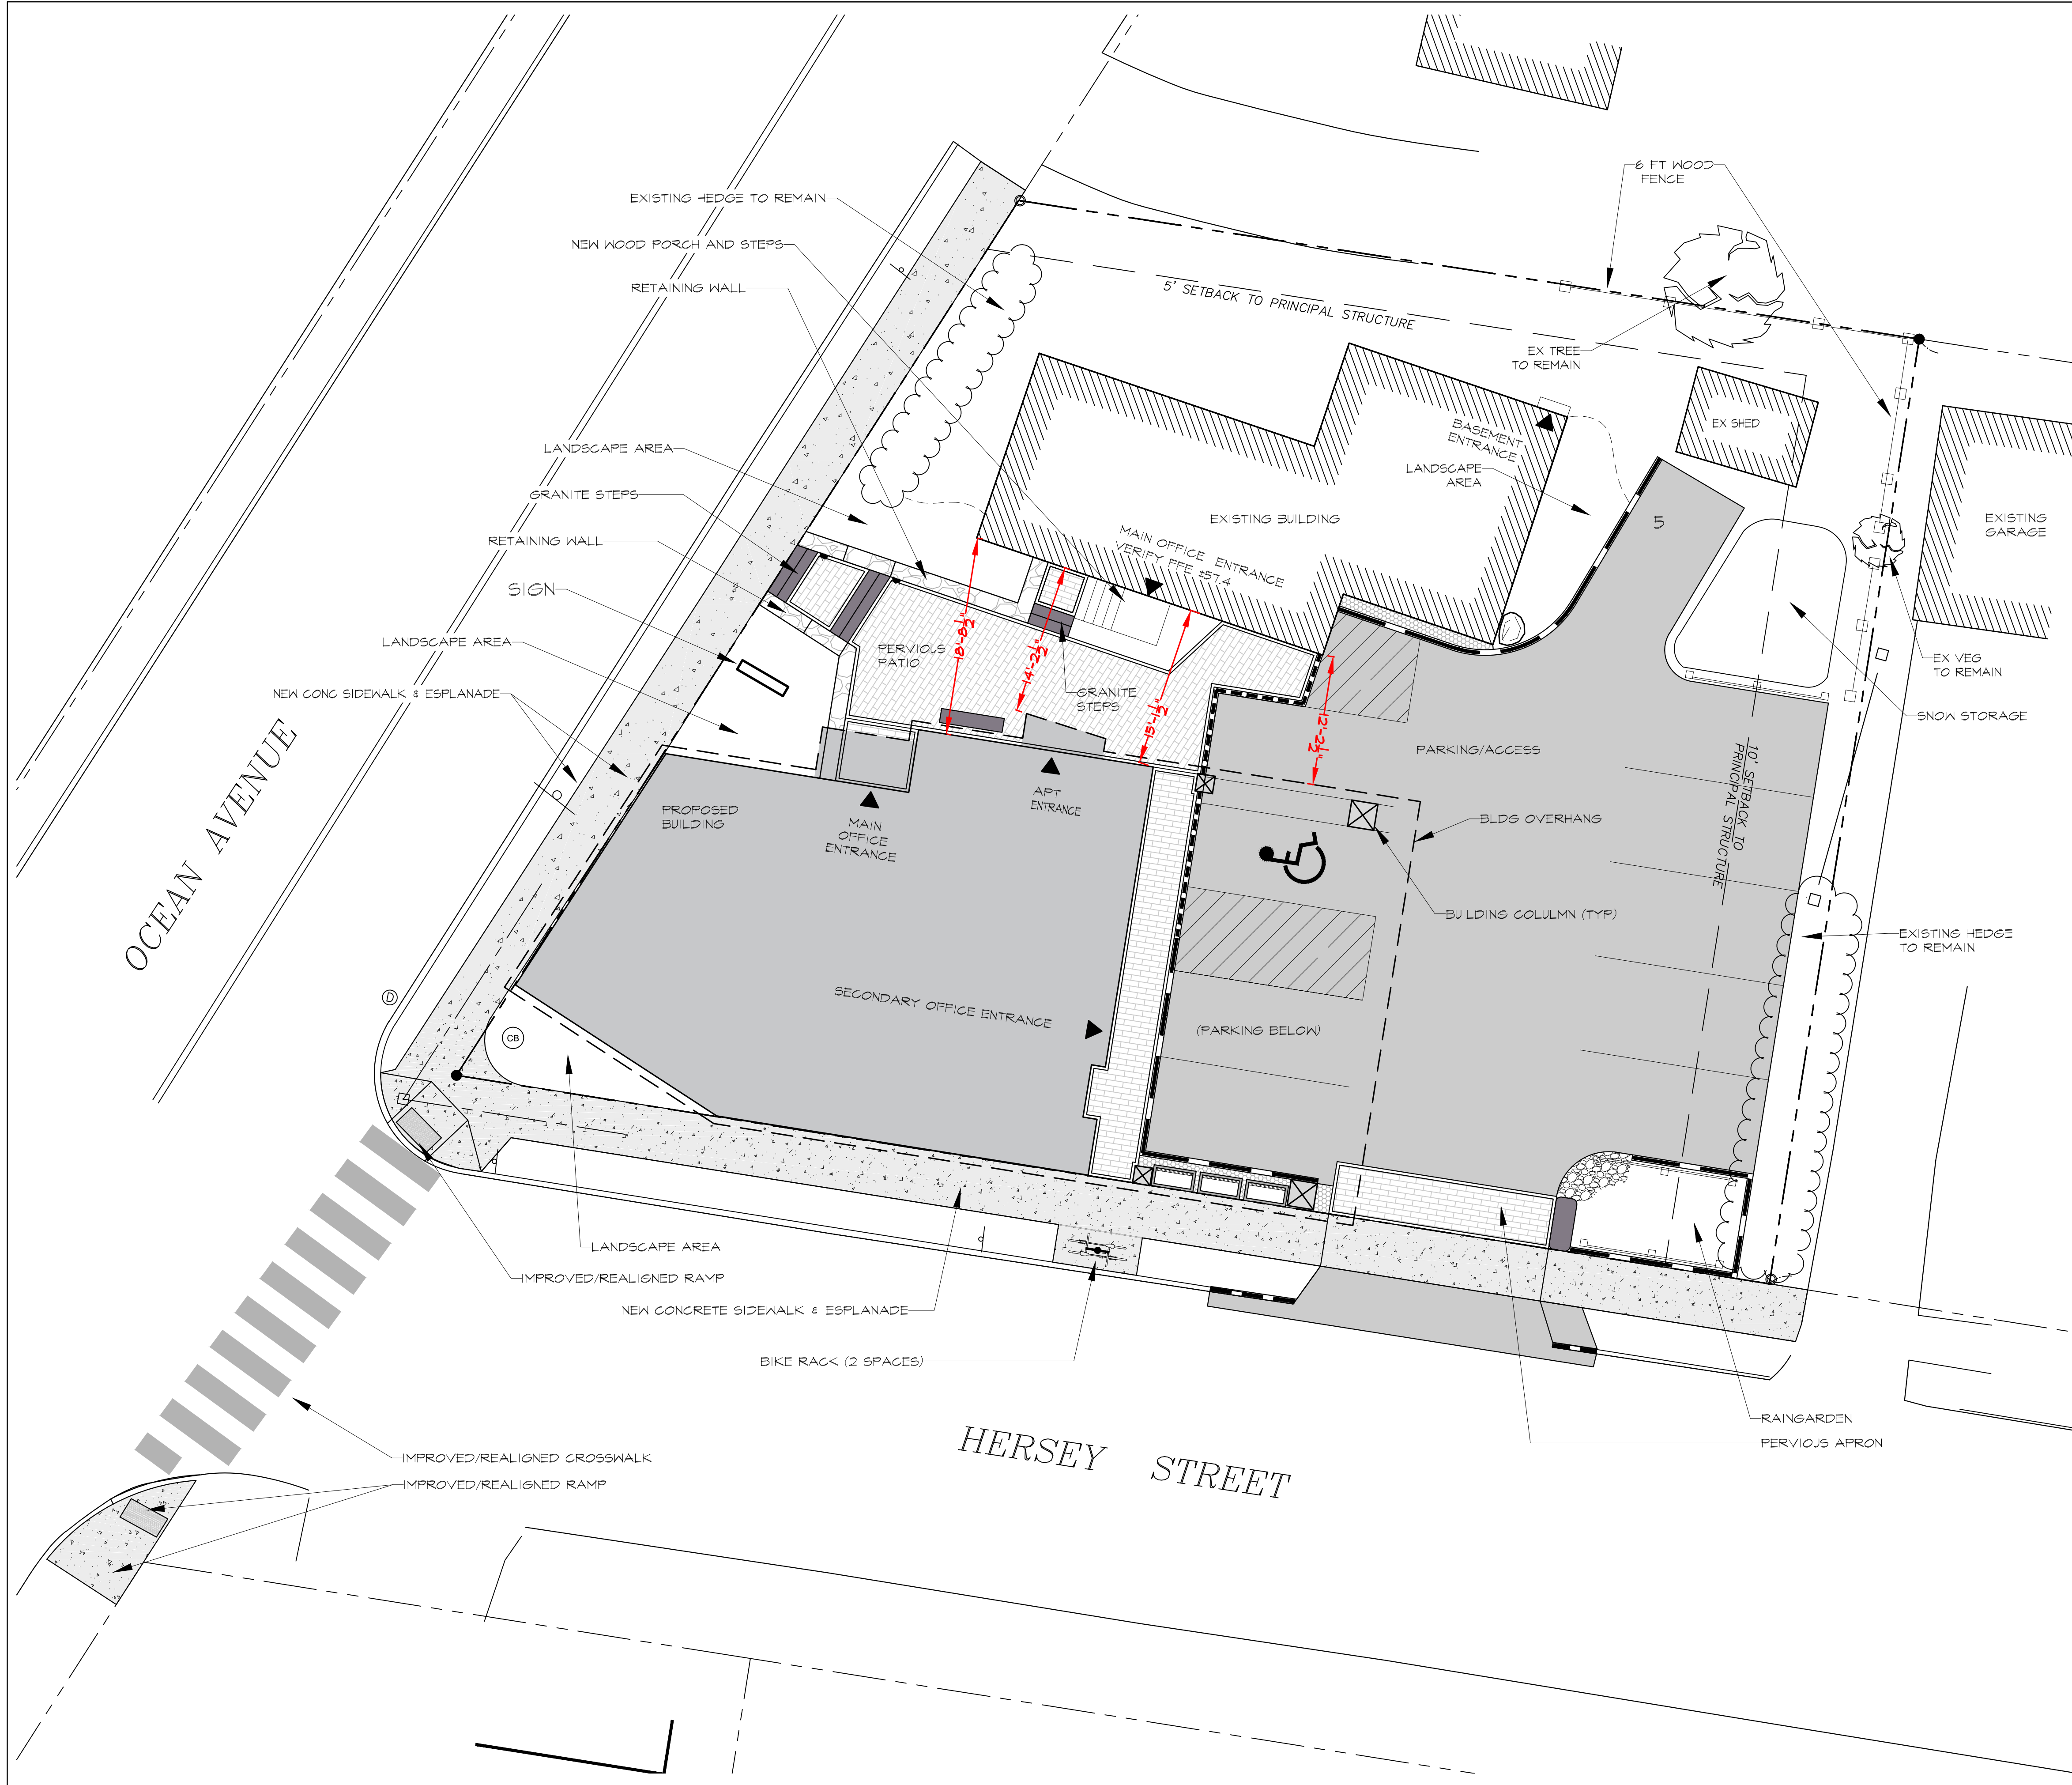 6 FT WOOD
FENCE
EXISTING HEDGE TO REMAIN
NEW WOOD PORCH AND STEPS
RETAINING WALL
5' SETBACK TO PRINCIPAL STRUCTURE
EX TREE
TO REMAIN
EX SHED
BASEMENT
ENTRANCE
LANDSCAPE
AREA
LANDSCAPE AREA
GRANITE STEPS
RETAINING WALL
SIGN
LANDSCAPE AREA
NEW CONC SIDEWALK & ESPLANADE
EXISTING BUILDING
MAIN OFFICE ENTRANCE
VERIFY FFE ±57.4
5
EXISTING
GARAGE
EX VEG
TO REMAIN
SNOW STORAGE
PERVIOUS
PATIO
18'-8½"
14'-2½"
15'-1½"
12'-2½"
GRANITE
STEPS
PARKING/ACCESS
10' SETBACK TO
PRINCIPAL STRUCTURE
OCEAN AVENUE
PROPOSED
BUILDING
MAIN
OFFICE
ENTRANCE
APT
ENTRANCE
BLDG OVERHANG
BUILDING COLULMN (TYP)
EXISTING HEDGE
TO REMAIN
SECONDARY OFFICE ENTRANCE
(PARKING BELOW)
D
CB
LANDSCAPE AREA
IMPROVED/REALIGNED RAMP
NEW CONCRETE SIDEWALK & ESPLANADE
BIKE RACK (2 SPACES)
RAINGARDEN
PERVIOUS APRON
HERSEY STREET
IMPROVED/REALIGNED CROSSWALK
IMPROVED/REALIGNED RAMP